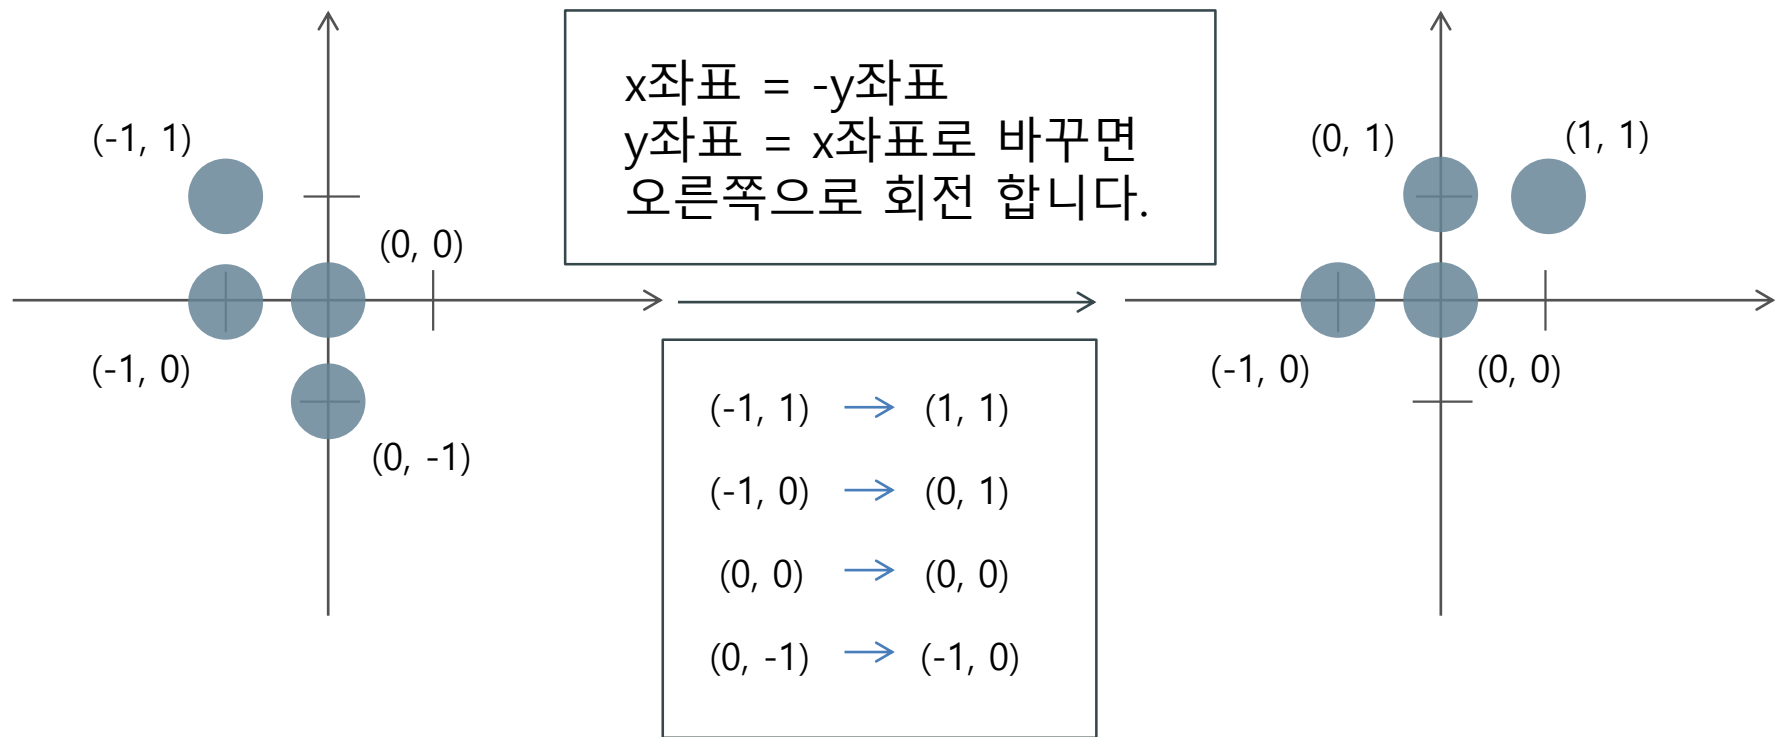 (-1, 1)
(0, 0)
(-1, 0)
(0, -1)
x좌표 = -y좌표
y좌표 = x좌표로 바꾸면
오른쪽으로 회전 합니다.
(-1, 1) → (1, 1)
(-1, 0) → (0, 1)
(0, 0) → (0, 0)
(0, -1) → (-1, 0)
(0, 1)
(1, 1)
(-1, 0)
(0, 0)